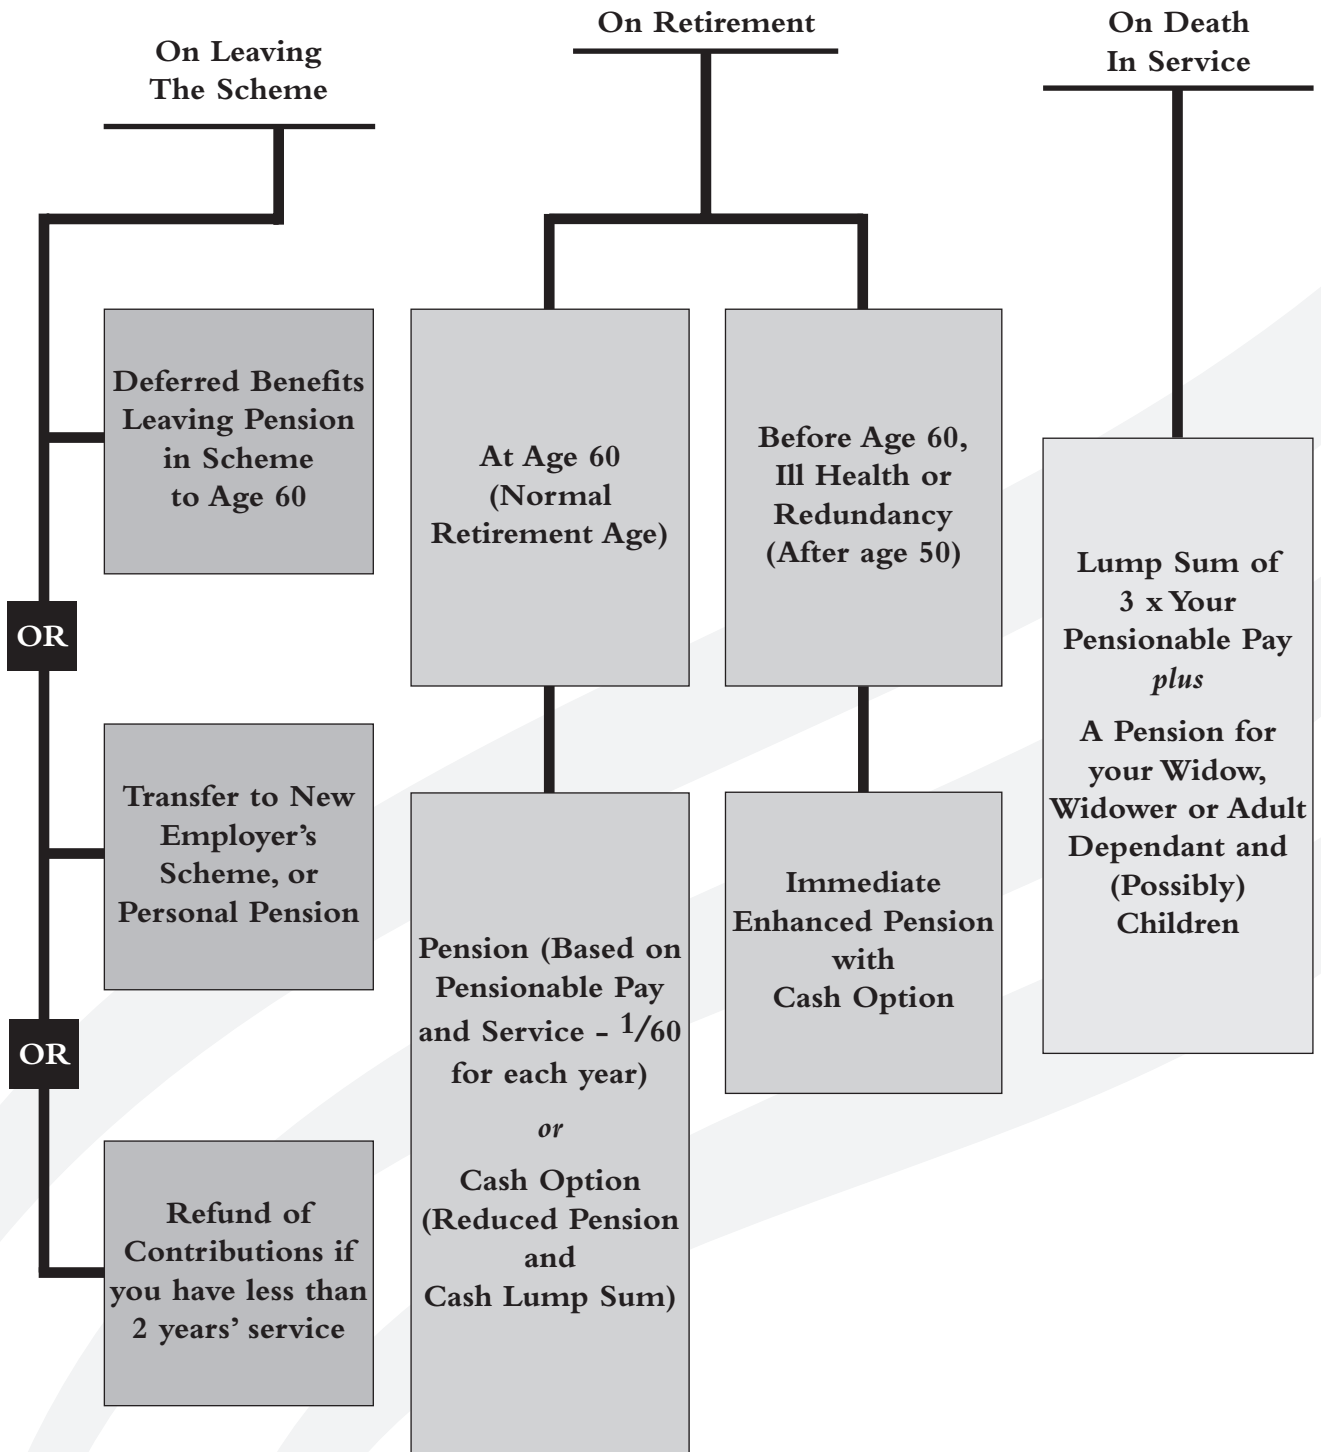 On Leaving
The Scheme
Deferred Benefits
Leaving Pension
in Scheme
to Age 60
OR
Transfer to New
Employer’s
Scheme, or
Personal Pension
OR
Refund of
Contributions if
you have less than
2 years’ service
On Retirement
At Age 60
(Normal
Retirement Age)
Pension (Based on
Pensionable Pay
and Service - 1/60
for each year)
or
Cash Option
(Reduced Pension
and
Cash Lump Sum)
Before Age 60,
Ill Health or
Redundancy
(After age 50)
Immediate
Enhanced Pension
with
Cash Option
On Death
In Service
Lump Sum of
3 x Your
Pensionable Pay
plus
A Pension for
your Widow,
Widower or Adult
Dependant and
(Possibly)
Children